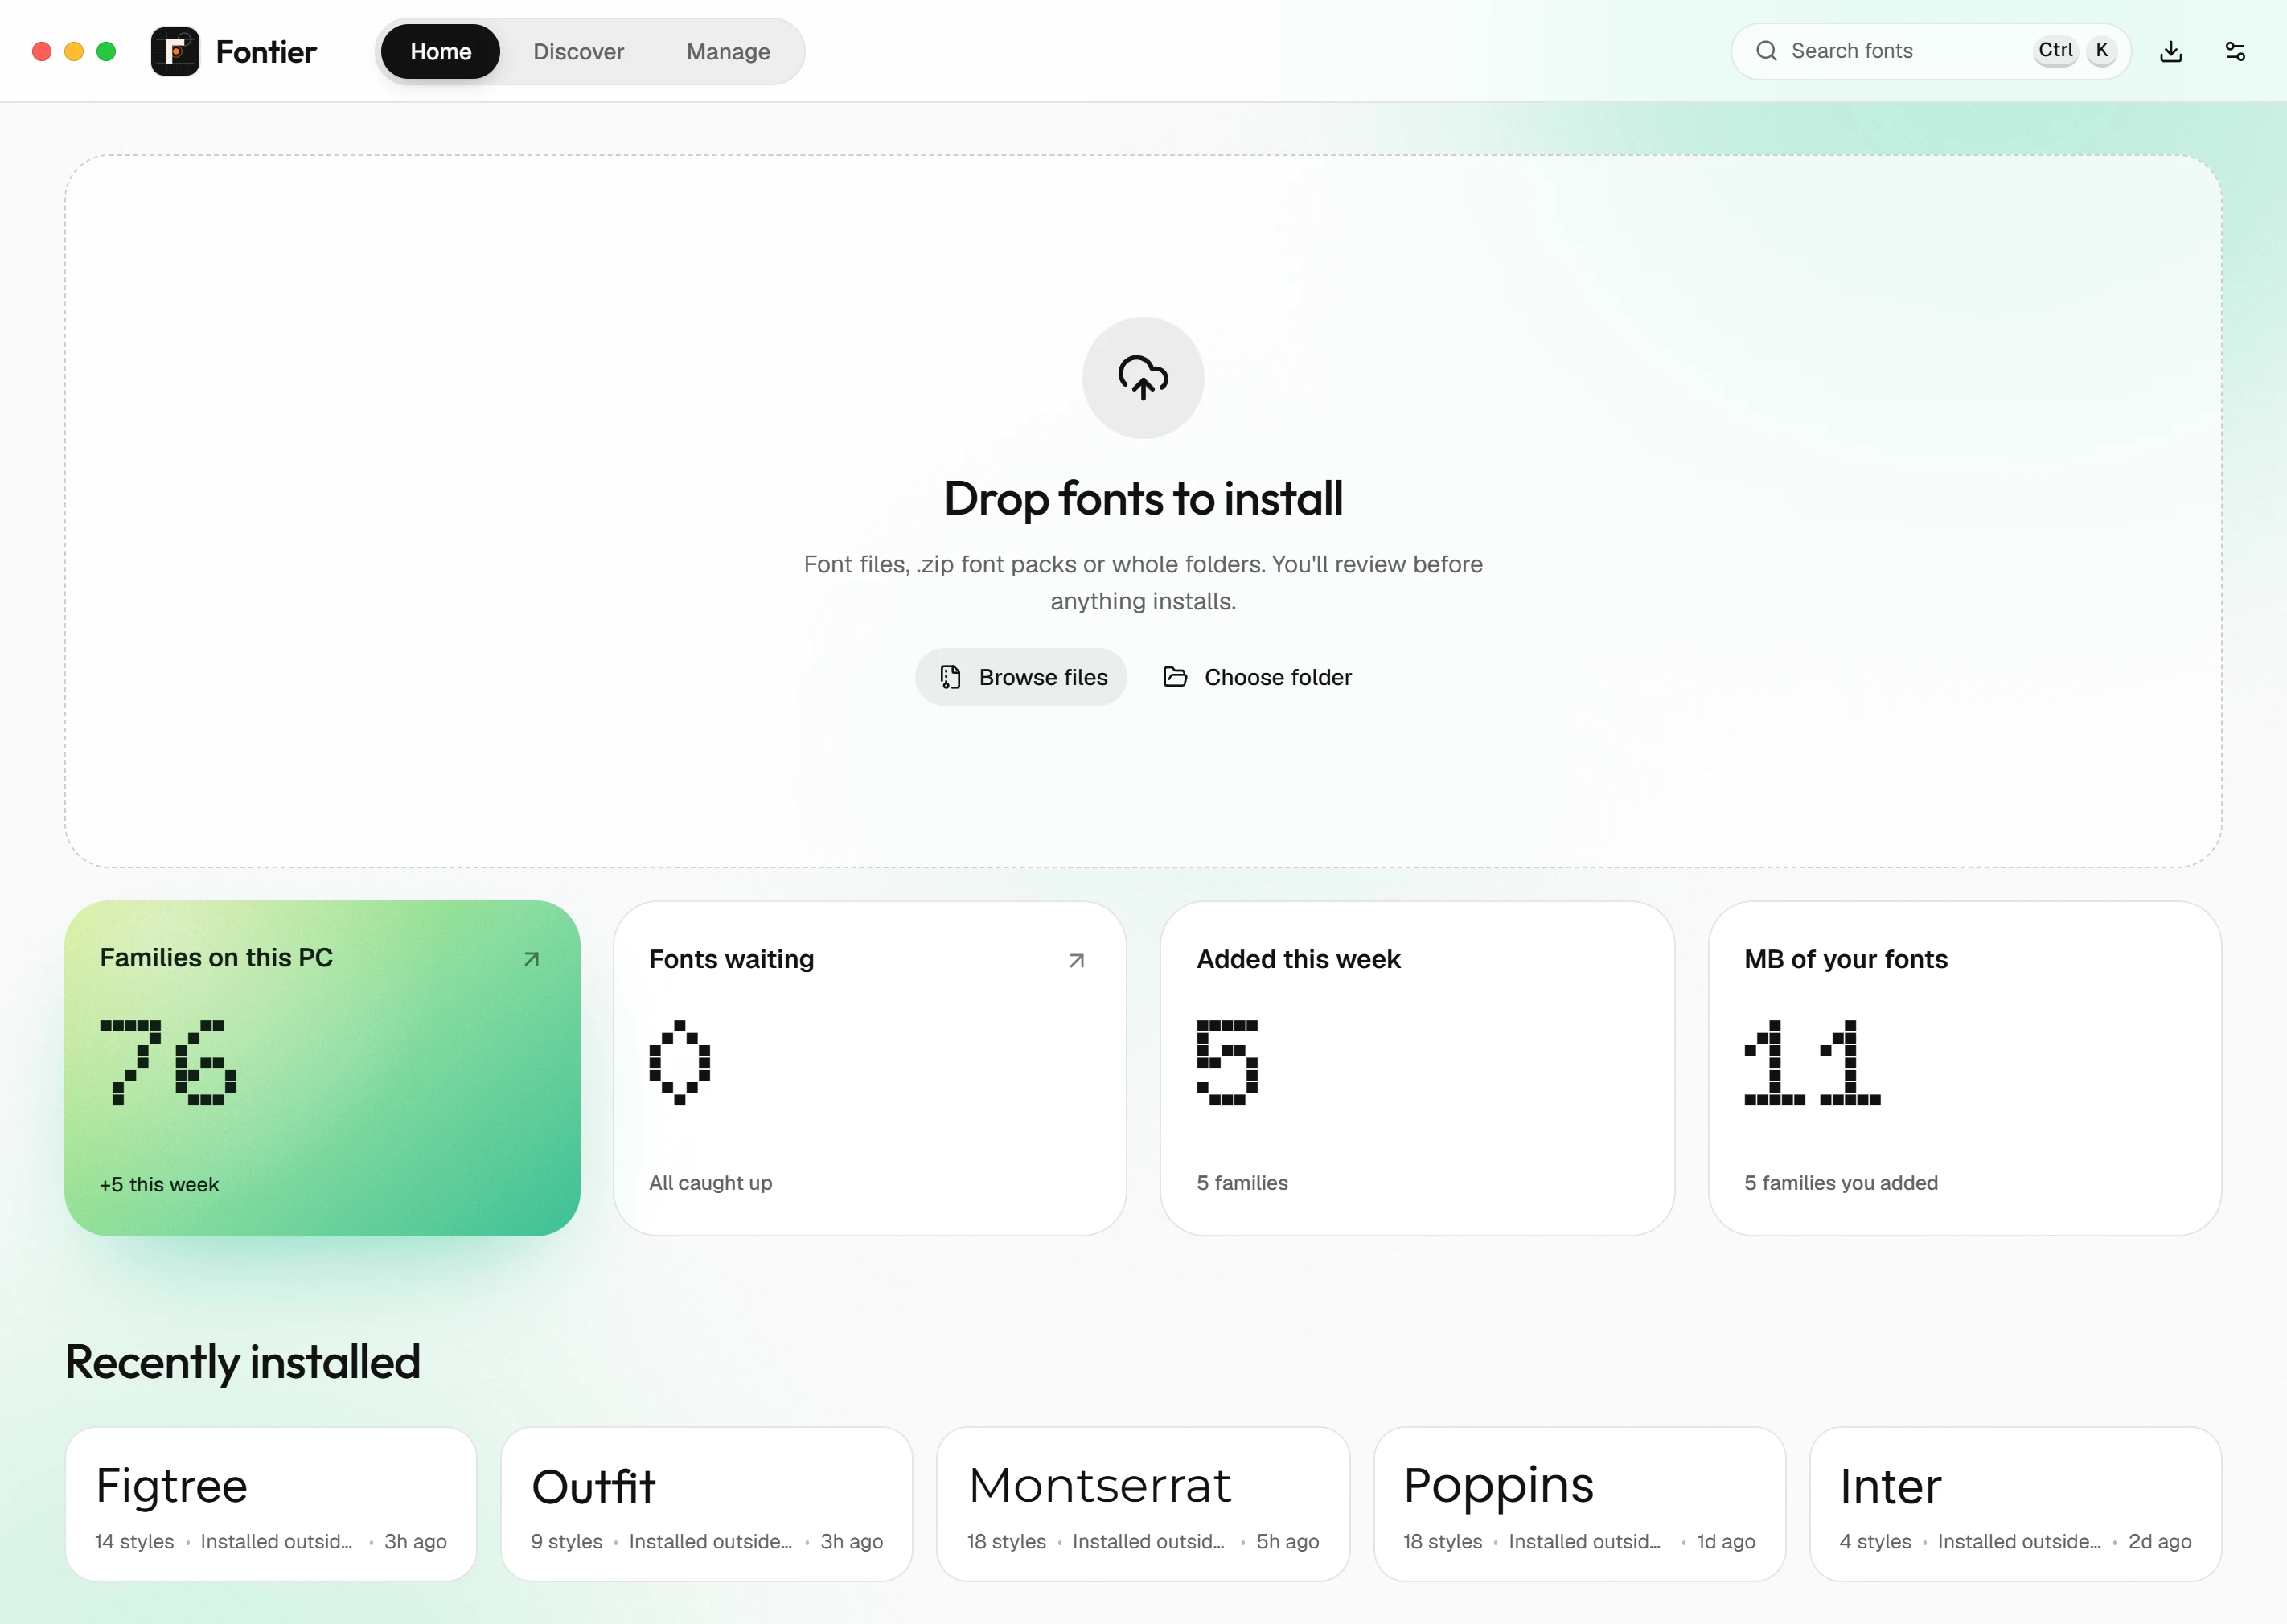 Fontier
Home
Discover
Manage
Search fonts
Ctrl
K
Drop fonts to install
Font files, .zip font packs or whole folders. You'll review before
anything installs.
Browse files
Choose folder
Families on this PC
76
+5 this week
Fonts waiting
0
All caught up
Added this week
5
5 families
MB of your fonts
11
5 families you added
Recently installed
Figtree
14 styles • Installed outsid... • 3h ago
Outfit
9 styles • Installed outside... • 3h ago
Montserrat
18 styles • Installed outsid... • 5h ago
Poppins
18 styles • Installed outsid... • 1d ago
Inter
4 styles • Installed outside... • 2d ago